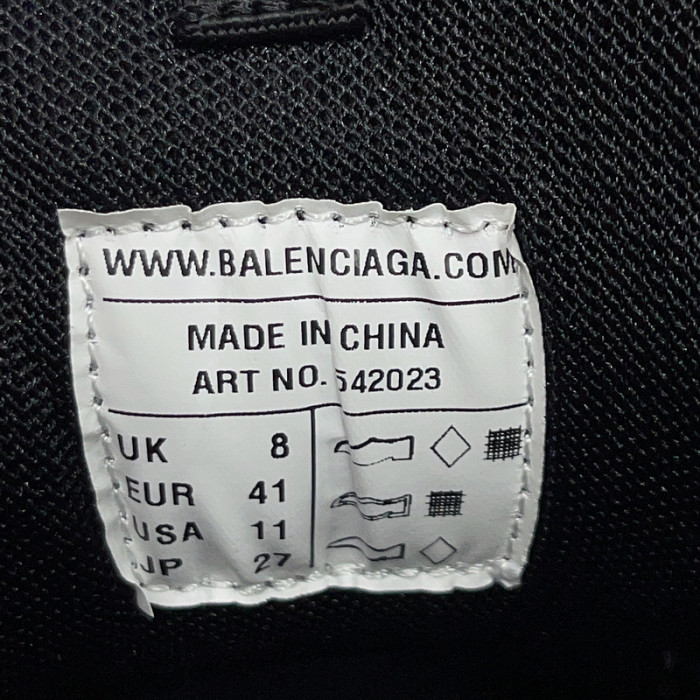 WWW.BALENCIAGA.COM
MADE IN CHINA
ART NO. 542023
UK 8
EUR 41
USA 11
JP 27